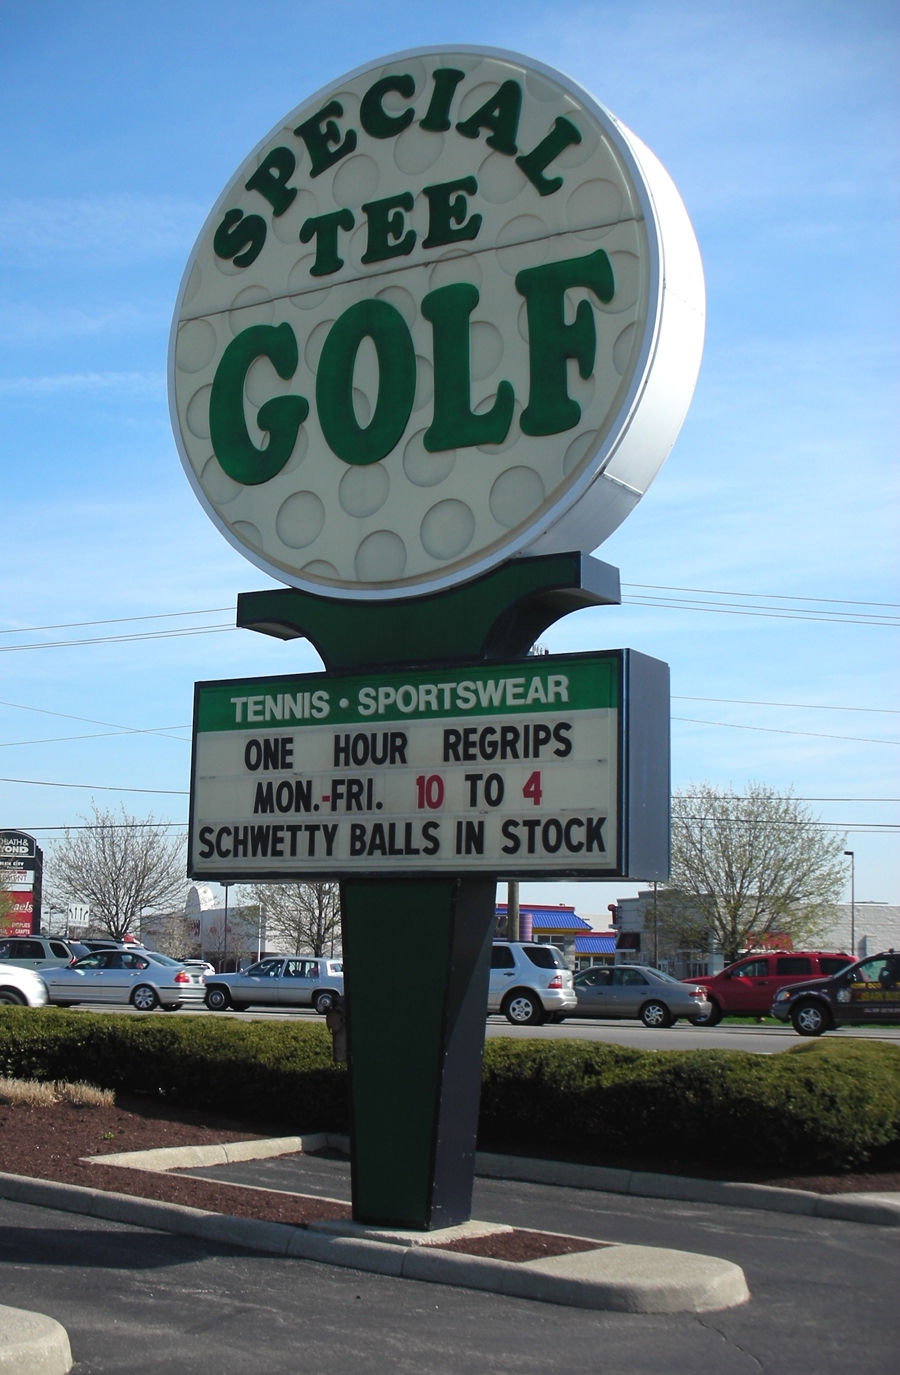 SPECIAL
TEE
GOLF
TENNIS • SPORTSWEAR
ONE HOUR REGRIPS
MON.-FRI. 10 TO 4
SCHWETTY BALLS IN STOCK